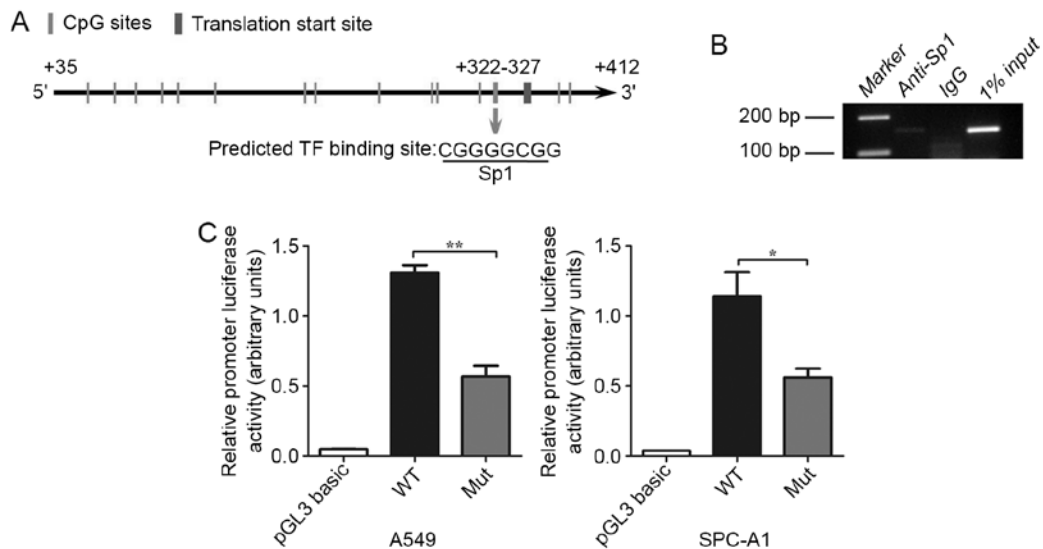 A
CpG sites
Translation start site
+35
+322-327
+412
5'
3'
Predicted TF binding site:CGGGGCGG
Sp1
B
Marker
Anti-Sp1
IgG
1% input
200 bp
100 bp
C
Relative promoter luciferase
activity (arbitrary units)
1.5
1.0
0.5
0.0
**
pGL3 basic
WT
Mut
A549
Relative promoter luciferase
activity (arbitrary units)
1.5
1.0
0.5
0.0
*
pGL3 basic
WT
Mut
SPC-A1